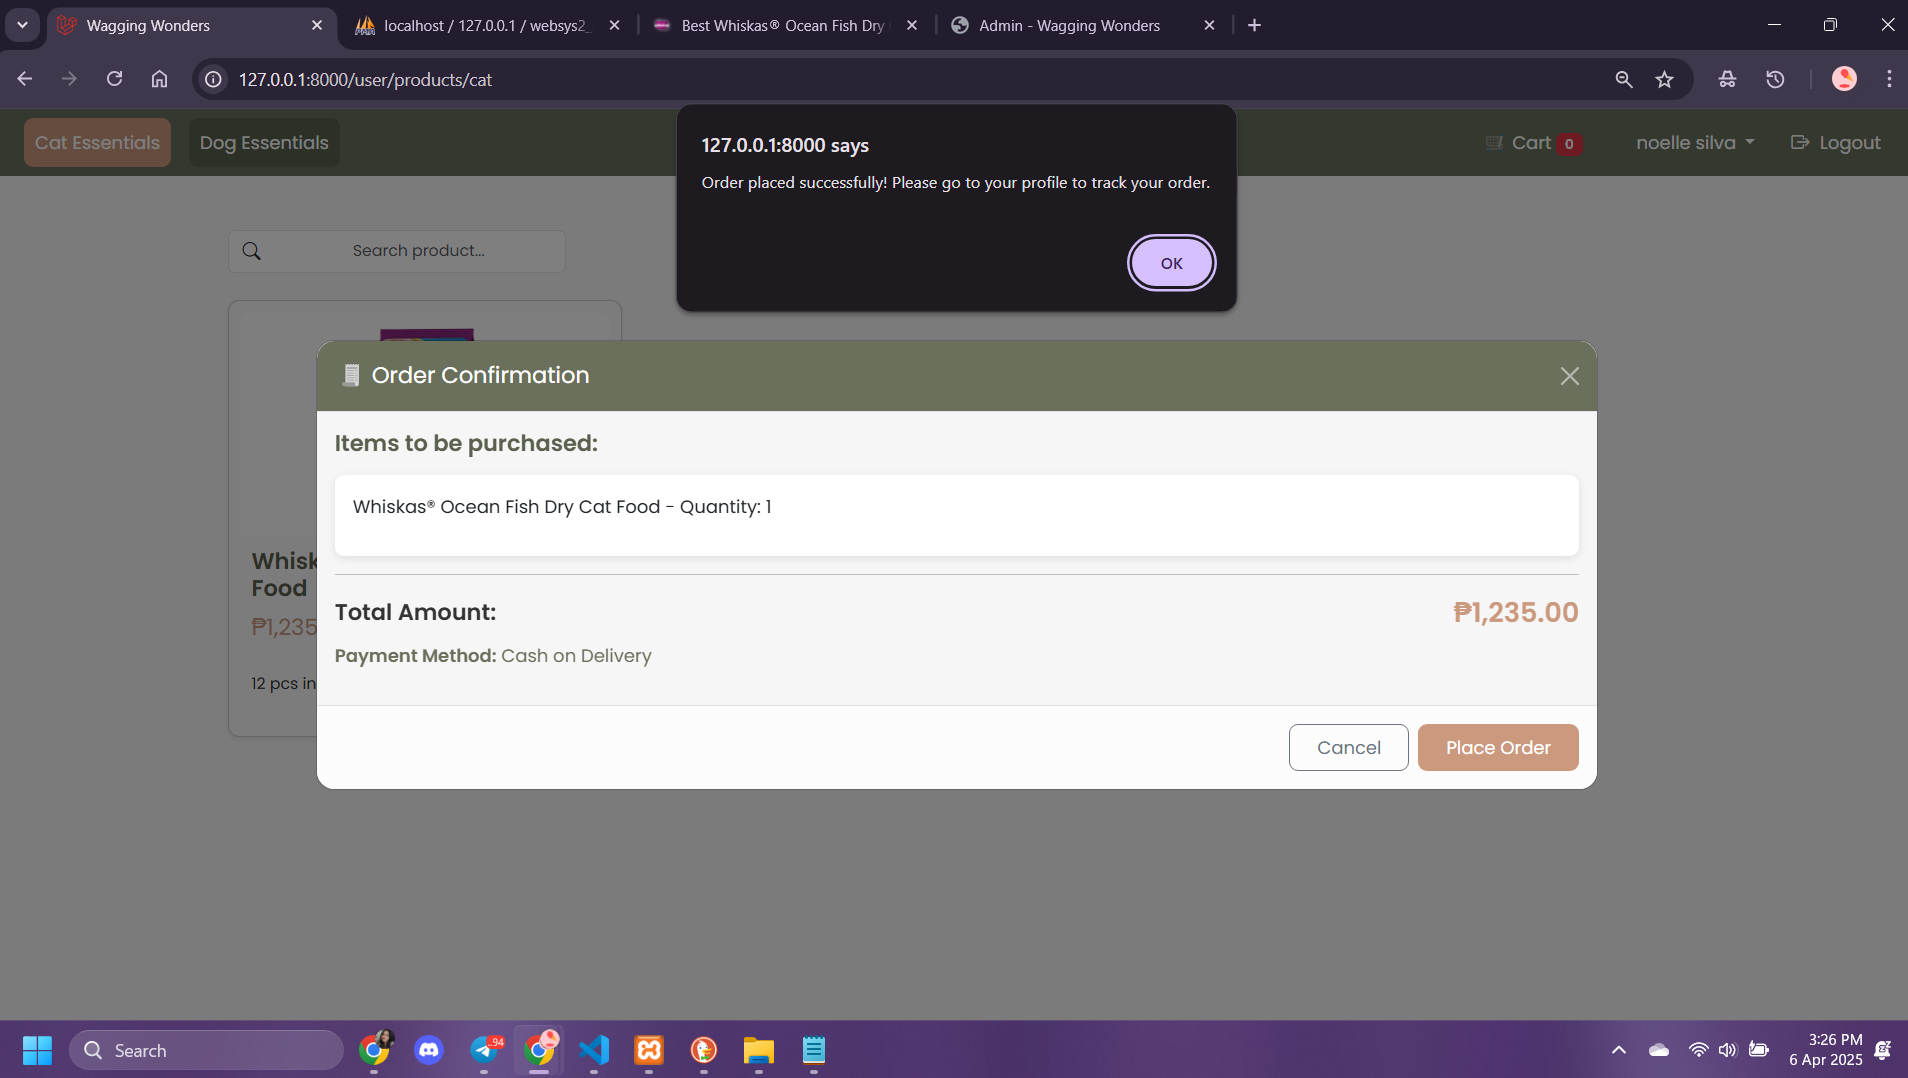 Wagging Wonders
localhost / 127.0.0.1 / websys2_
Best Whiskas® Ocean Fish Dry
Admin - Wagging Wonders
127.0.0.1:8000/user/products/cat
Cat Essentials
Dog Essentials
Cart 0
noelle silva
Logout
127.0.0.1:8000 says
Order placed successfully! Please go to your profile to track your order.
OK
Search product...
Order Confirmation
Items to be purchased:
Whiskas® Ocean Fish Dry Cat Food - Quantity: 1
Whisk
Food
₱1,235
12 pcs in
Total Amount:
₱1,235.00
Payment Method: Cash on Delivery
Cancel
Place Order
Search
94
3:26 PM
6 Apr 2025